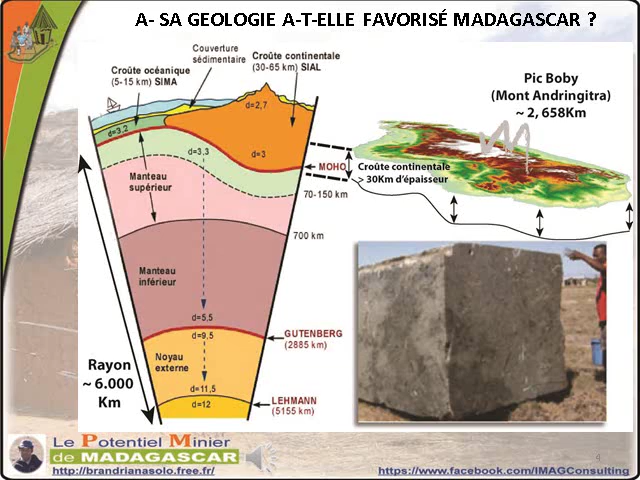 A- SA GEOLOGIE A-T-ELLE FAVORISÉ MADAGASCAR ?
Couverture
sédimentaire
Croûte océanique
(5-15 km) SIMA
Croûte continentale
(30-65 km) SIAL
d=2,7
d=3,2
d=3,3
d=3
MOHO
Manteau
supérieur
70-150 km
700 km
Manteau
inférieur
d=5,5
d=9,5
GUTENBERG
(2885 km)
Noyau
externe
d=11,5
d=12
LEHMANN
(5155 km)
Rayon
~ 6.000
Km
Pic Boby
(Mont Andringitra)
~ 2, 658Km
Croûte continentale
> 30Km d'épaisseur
Le Potentiel Minier
de MADAGASCAR
http://brandrianasolo.free.fr/
4
https://www.facebook.com/IMAGConsulting